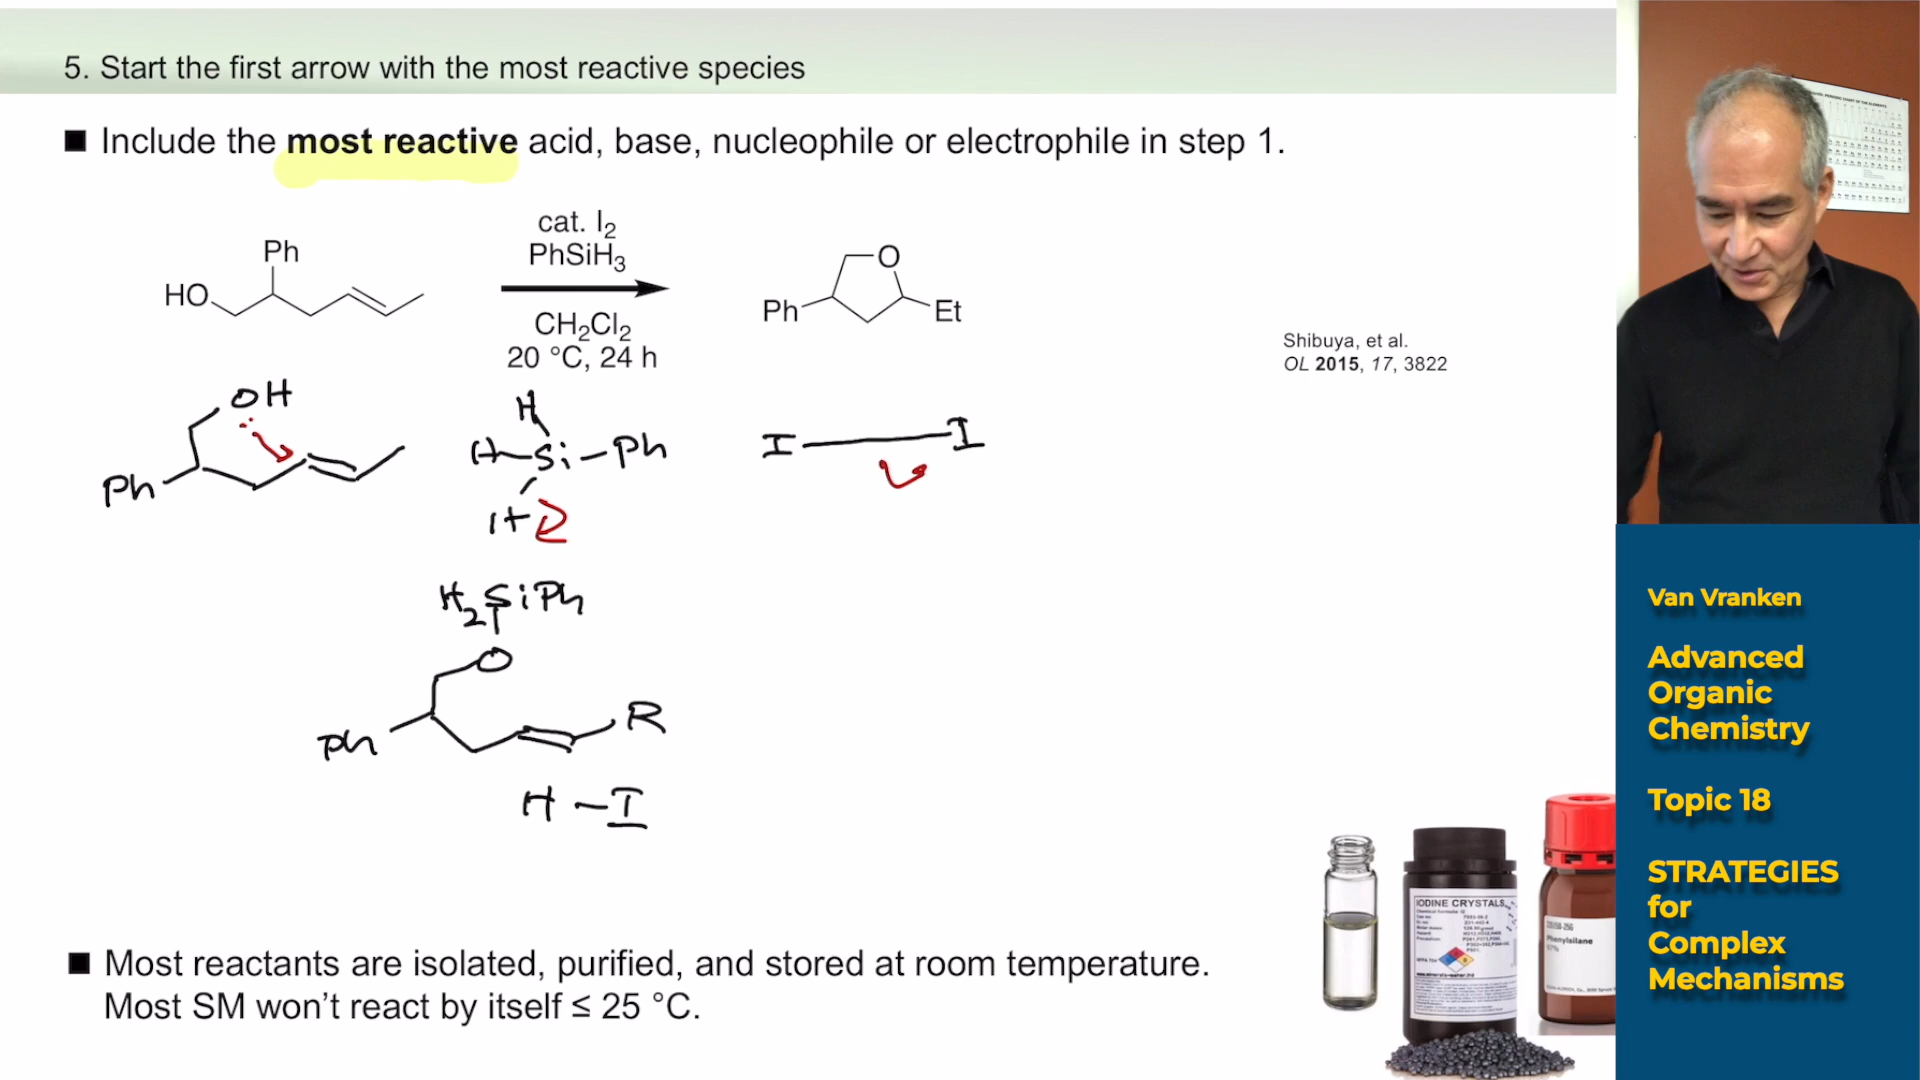 5. Start the first arrow with the most reactive species
■ Include the most reactive acid, base, nucleophile or electrophile in step 1.
cat. I2
PhSiH3
Ph
HO
CH2Cl2
20 °C, 24 h
O
Ph
Et
Shibuya, et al.
OL 2015, 17, 3822
OH
Ph
H
H-Si-Ph
H
I-I
H2SiPh
O
Ph
R
H-I
■ Most reactants are isolated, purified, and stored at room temperature.
Most SM won’t react by itself ≤ 25 °C.
IODINE CRYSTALS
Phenylsilane
Van Vranken
Advanced
Organic
Chemistry
Topic 18
STRATEGIES
for
Complex
Mechanisms